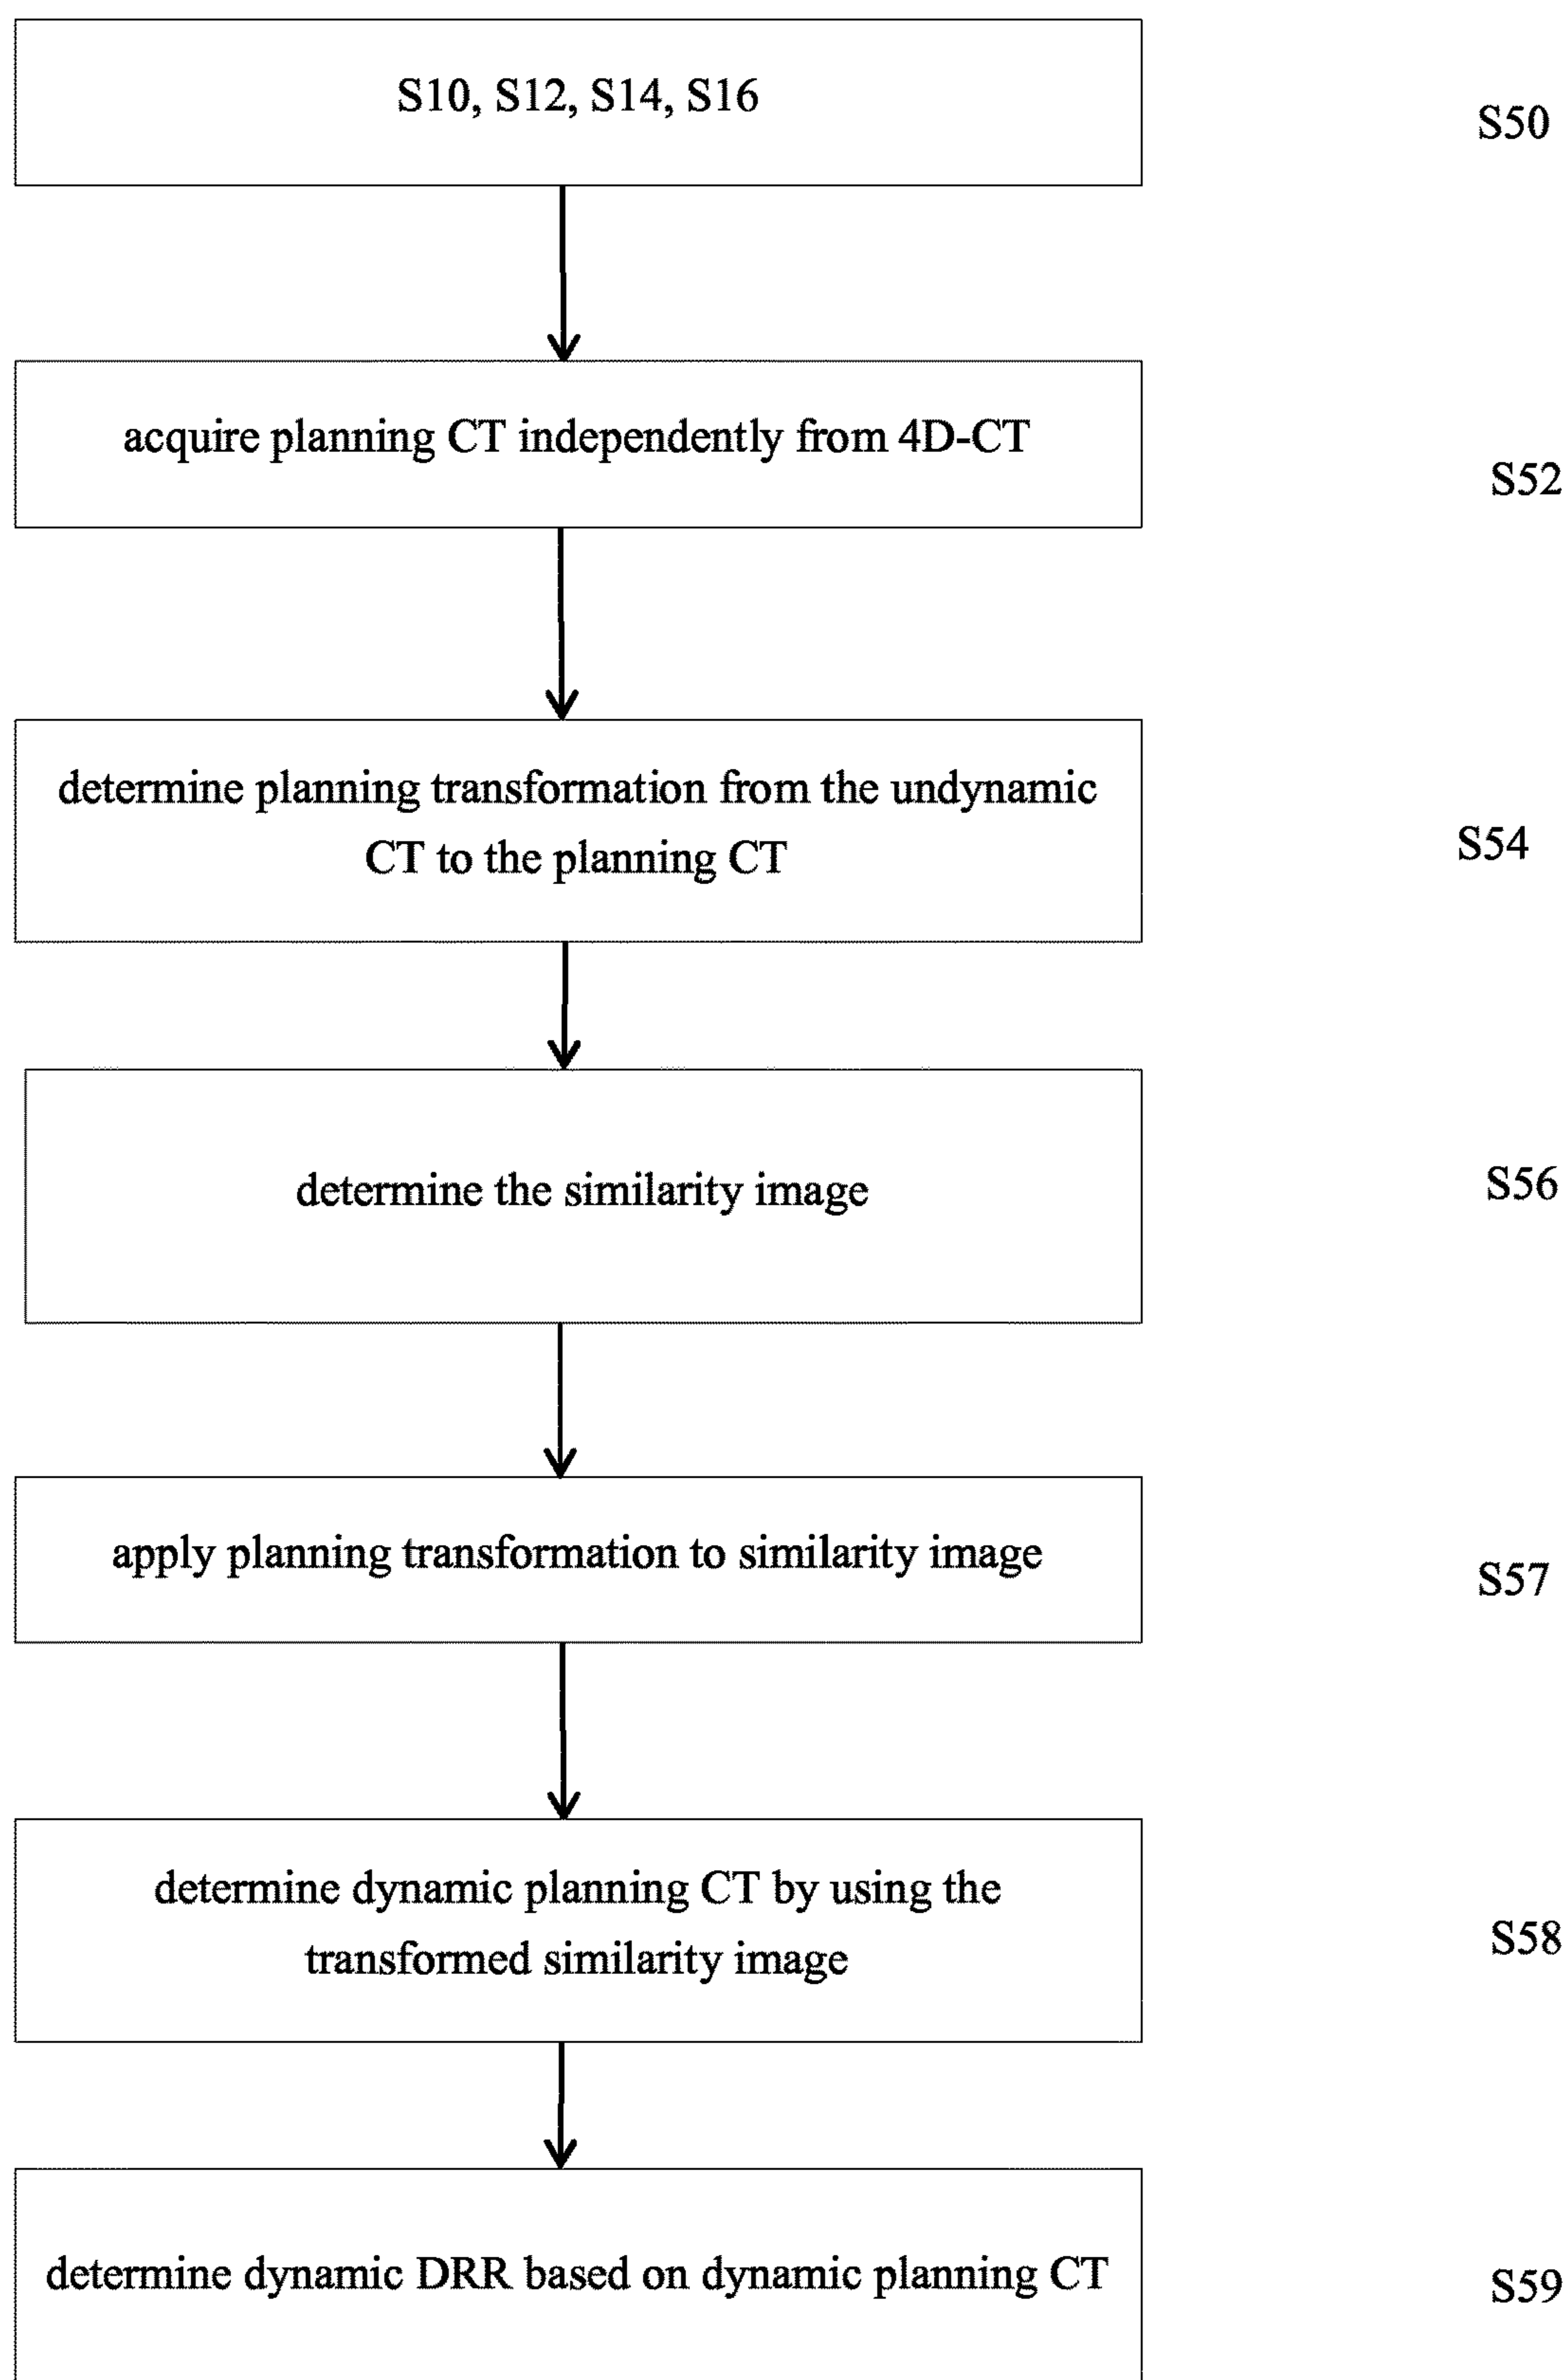 S10, S12, S14, S16
S50
acquire planning CT independently from 4D-CT
S52
determine planning transformation from the undynamic
CT to the planning CT
S54
determine the similarity image
S56
apply planning transformation to similarity image
S57
determine dynamic planning CT by using the
transformed similarity image
S58
determine dynamic DRR based on dynamic planning CT
S59